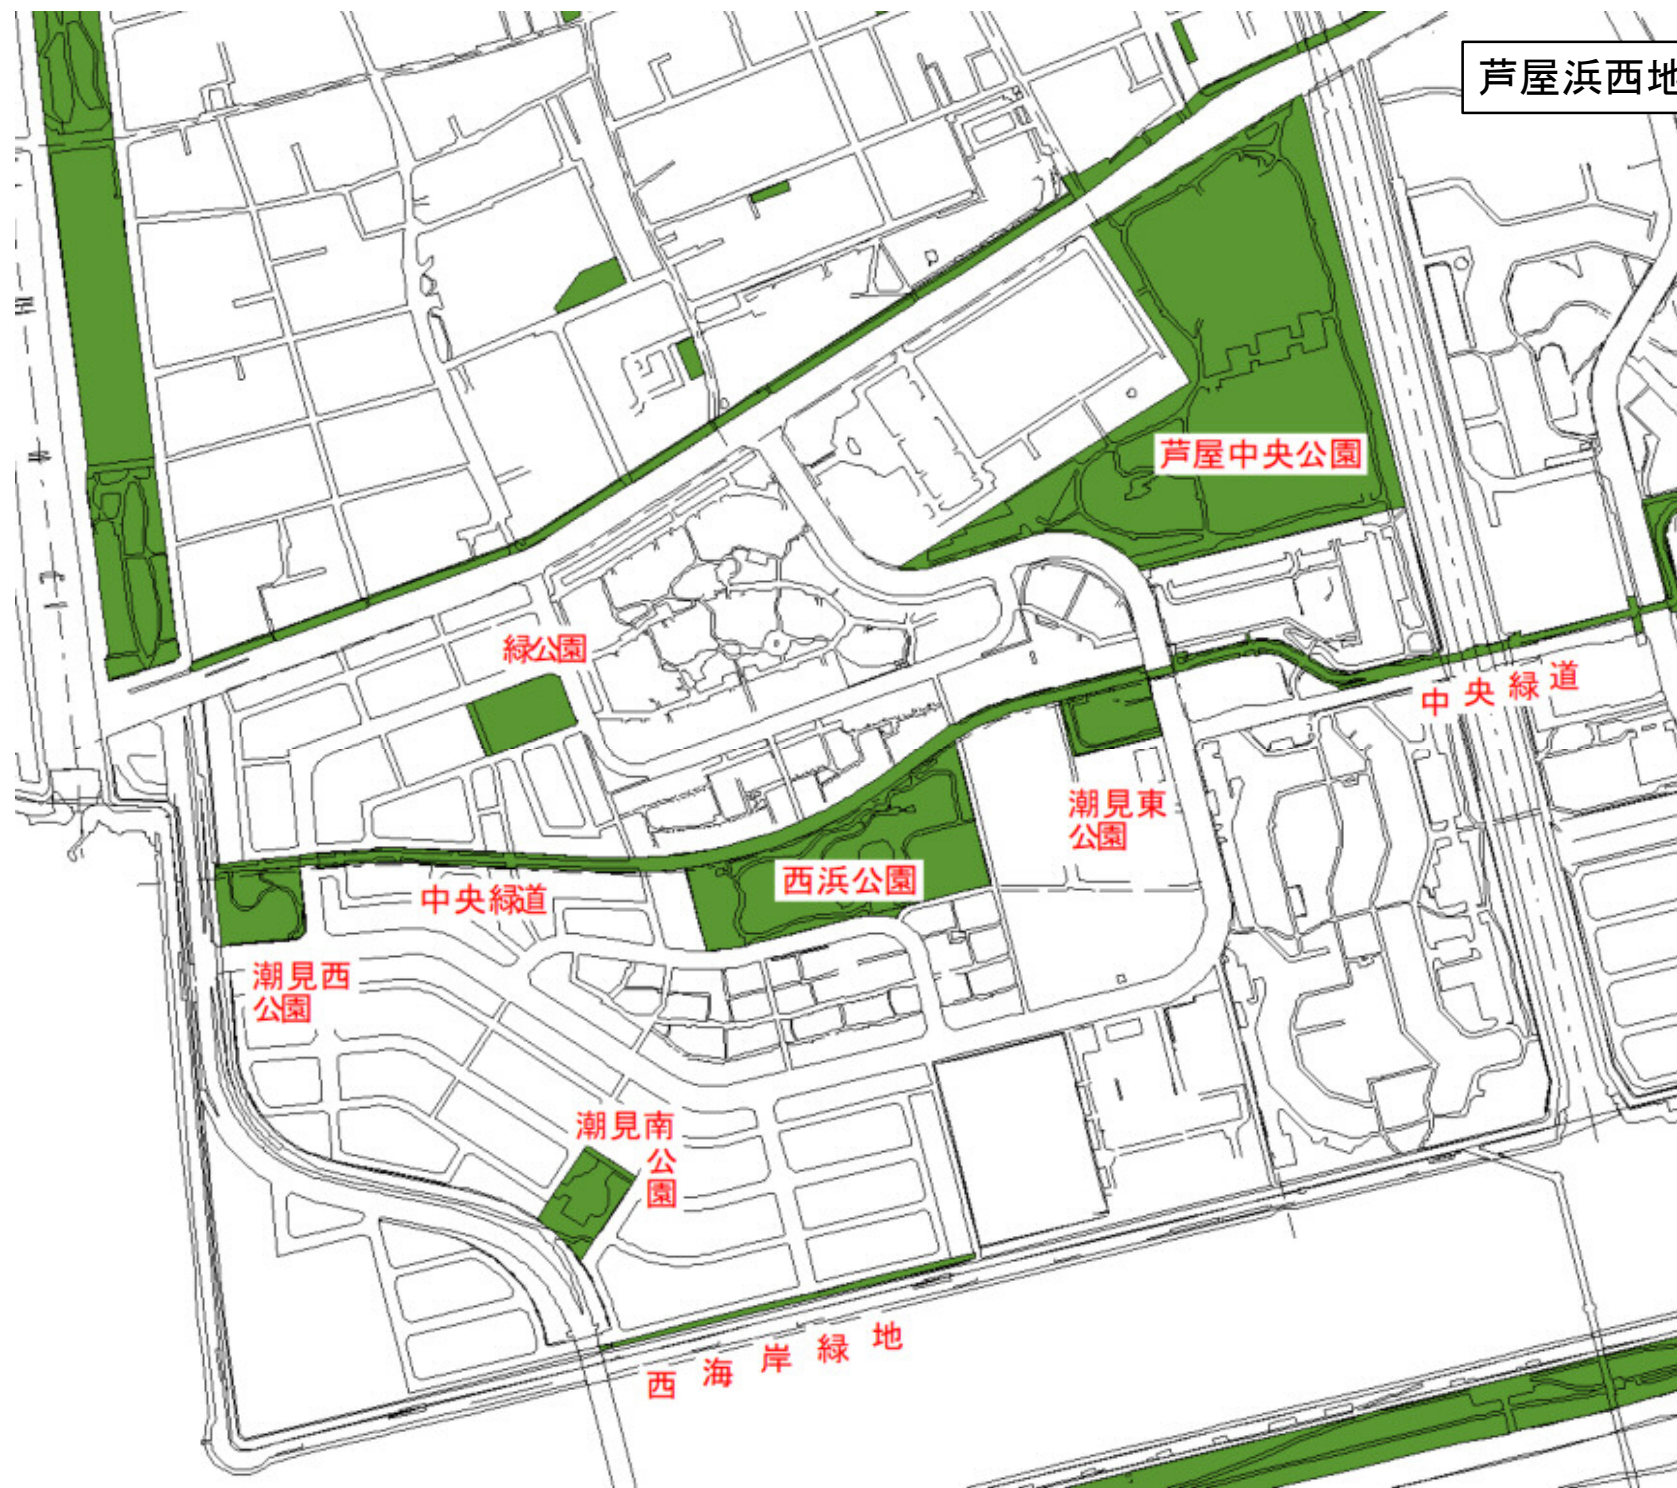 芦屋浜西地
芦屋中央公園
緑公園
中央緑道
潮見東
公園
西浜公園
中央緑道
潮見西
公園
潮見南
公
園
西海岸緑地